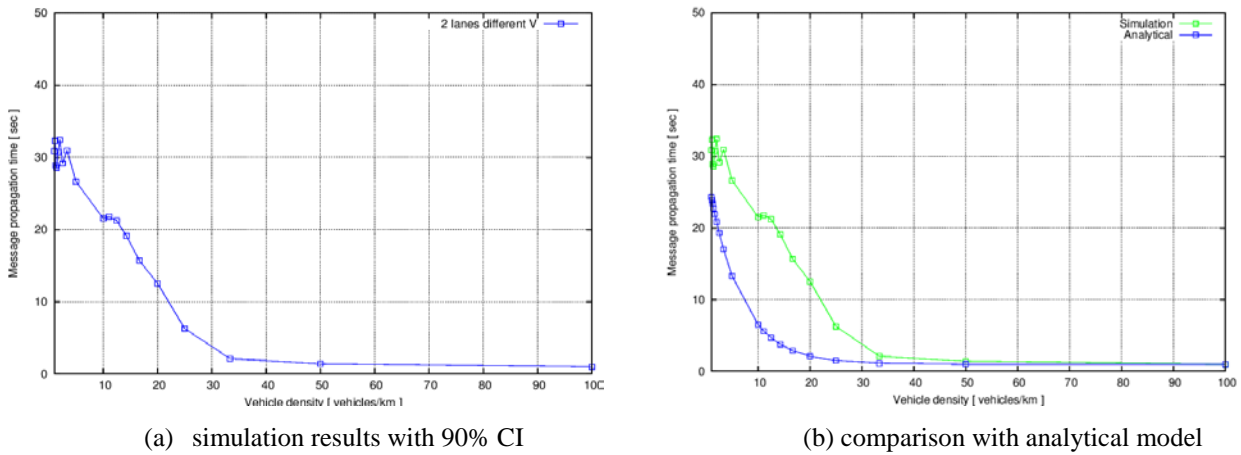 50
40
30
20
10
0
Message propagation time [ sec ]
2 lanes different V
10 20 30 40 50 60 70 80 90 100
Vehicle density [ vehicles/km ]
(a) simulation results with 90% CI
50
40
30
20
10
0
Message propagation time [ sec ]
Simulation
Analytical
10 20 30 40 50 60 70 80 90 100
Vehicle density [ vehicles/km ]
(b) comparison with analytical model